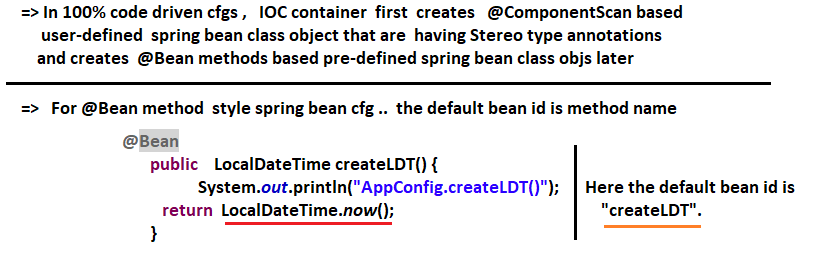 => In 100% code driven cfgs , IOC container first creates @ComponentScan based
user-defined spring bean class object that are having Stereo type annotations
and creates @Bean methods based pre-defined spring bean class objs later
=> For @Bean method style spring bean cfg .. the default bean id is method name
@Bean
public LocalDateTime createLDT() {
System.out.println("AppConfig.createLDT()");
return LocalDateTime.now();
}
Here the default bean id is
"createLDT".